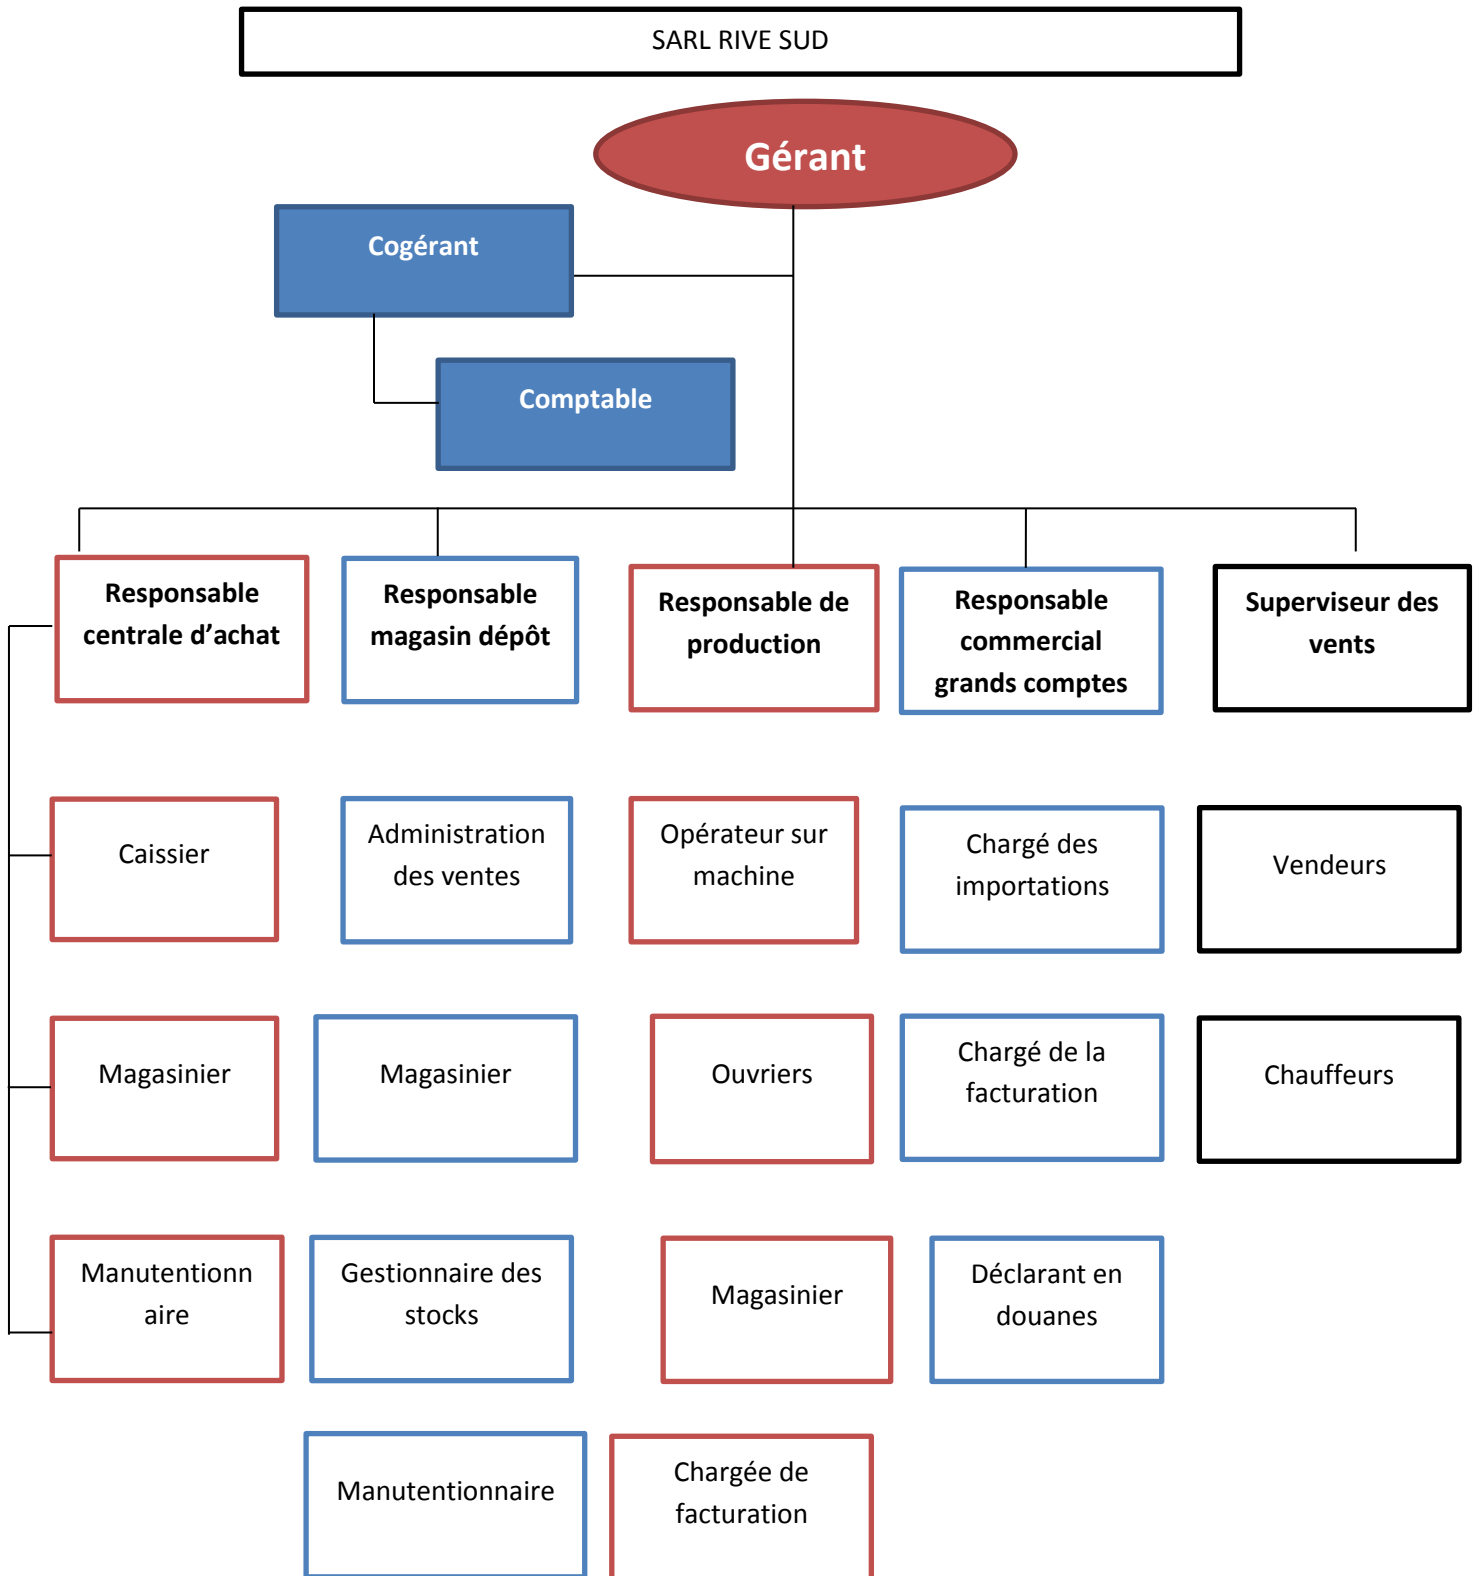 SARL RIVE SUD
Gérant
Cogérant
Comptable
Responsable
centrale d’achat
Responsable
magasin dépôt
Responsable de
production
Responsable
commercial
grands comptes
Superviseur des
vents
Caissier
Administration
des ventes
Opérateur sur
machine
Chargé des
importations
Vendeurs
Magasinier
Magasinier
Ouvriers
Chargé de la
facturation
Chauffeurs
Manutentionn
aire
Gestionnaire des
stocks
Magasinier
Déclarant en
douanes
Manutentionnaire
Chargée de
facturation